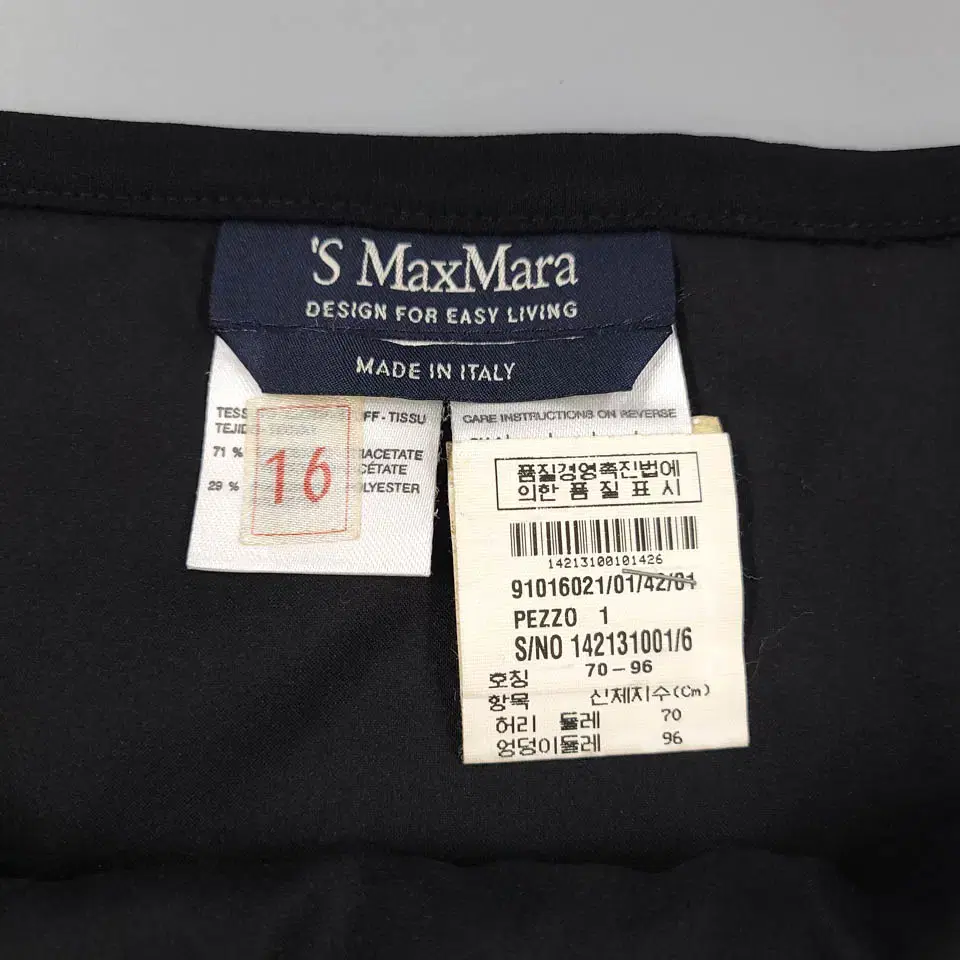 'S MaxMara
DESIGN FOR EASY LIVING
MADE IN ITALY
TESS FF-TISSU
TEJID
71 % IACETATE
CÉTATE
29 % LYESTER
16
CARE INSTRUCTIONS ON REVERSE
품질경영촉진법에
의한 품 질 표 시
14213100101426
91016021/01/42/01
PEZZO 1
S/NO 142131001/6
호칭 70-96
항목 신체지수(Cm)
허리 둘레 70
엉덩이둘레 96